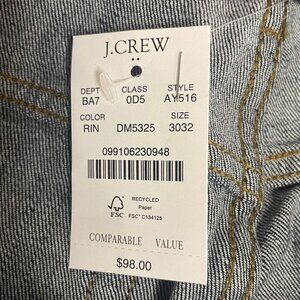 J.CREW
DEPT CLASS STYLE
BA7 0D5 AY516
COLOR SIZE
RIN DM5325 3032
099106230948
FSC
RECYCLED
Paper
FSC® C134125
COMPARABLE VALUE
$98.00